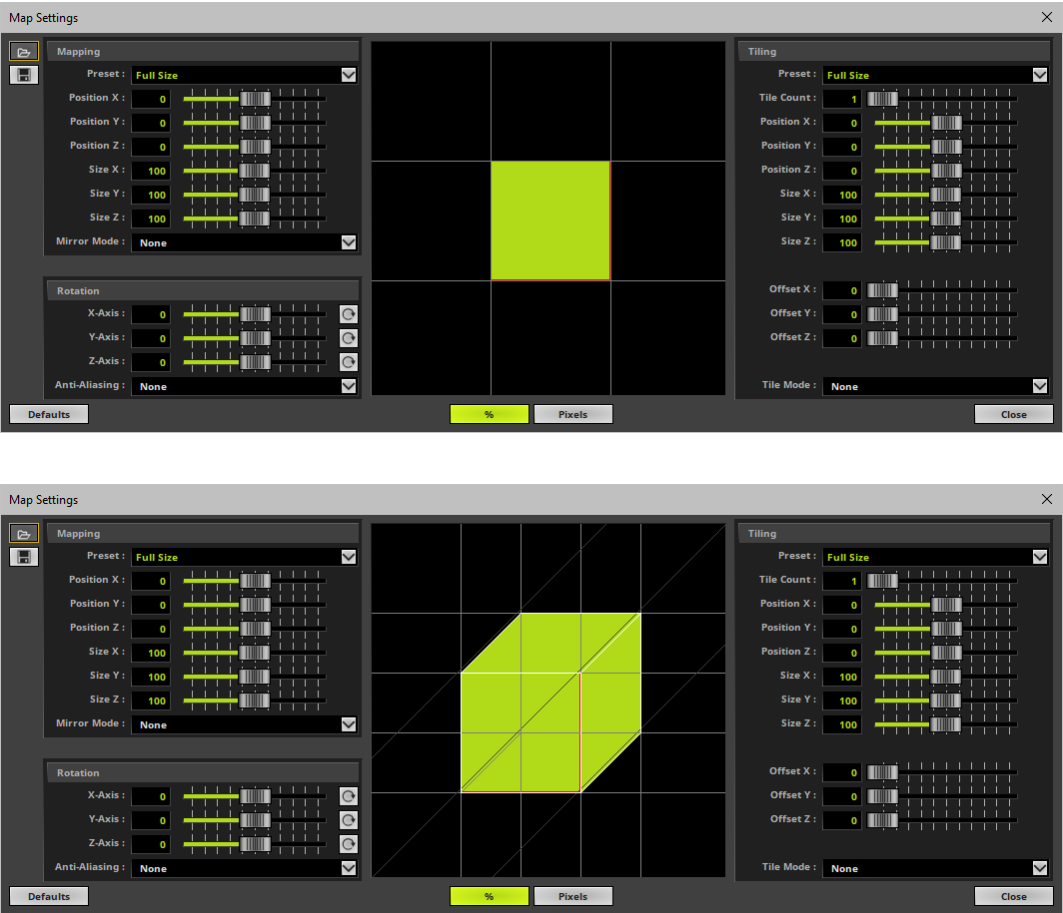 Map Settings
Mapping
Preset : Full Size
Position X : 0
Position Y : 0
Position Z : 0
Size X : 100
Size Y : 100
Size Z : 100
Mirror Mode : None
Rotation
X-Axis : 0
Y-Axis : 0
Z-Axis : 0
Anti-Aliasing : None
Defaults
% Pixels
Tiling
Preset : Full Size
Tile Count : 1
Position X : 0
Position Y : 0
Position Z : 0
Size X : 100
Size Y : 100
Size Z : 100
Offset X : 0
Offset Y : 0
Offset Z : 0
Tile Mode : None
Close
Map Settings
Mapping
Preset : Full Size
Position X : 0
Position Y : 0
Position Z : 0
Size X : 100
Size Y : 100
Size Z : 100
Mirror Mode : None
Rotation
X-Axis : 0
Y-Axis : 0
Z-Axis : 0
Anti-Aliasing : None
Defaults
% Pixels
Tiling
Preset : Full Size
Tile Count : 1
Position X : 0
Position Y : 0
Position Z : 0
Size X : 100
Size Y : 100
Size Z : 100
Offset X : 0
Offset Y : 0
Offset Z : 0
Tile Mode : None
Close